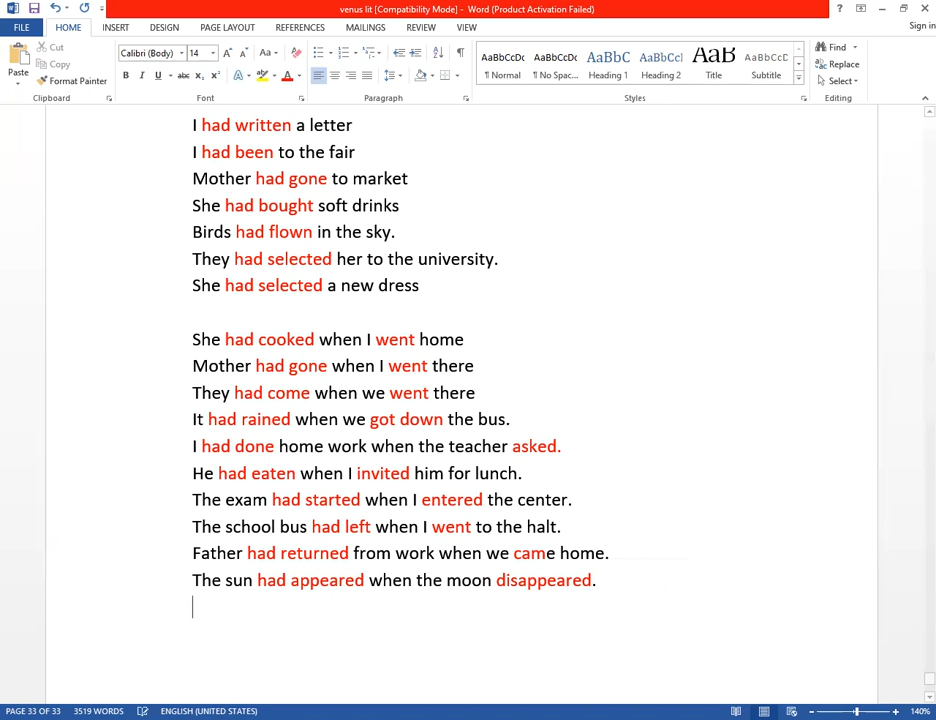 venus lit [Compatibility Mode] - Word (Product Activation Failed)
Sign in
FILE HOME INSERT DESIGN PAGE LAYOUT REFERENCES MAILINGS REVIEW VIEW
Paste
Cut
Copy
Format Painter
Clipboard
Calibri (Body) 14
Font
Paragraph
AaBbCcDc AaBbCcDc AaBbC AaBbCcl AaB AaBbCcD
¶ Normal ¶ No Spac... Heading 1 Heading 2 Title Subtitle
Styles
Find
Replace
Select
Editing
I had written a letter
I had been to the fair
Mother had gone to market
She had bought soft drinks
Birds had flown in the sky.
They had selected her to the university.
She had selected a new dress
She had cooked when I went home
Mother had gone when I went there
They had come when we went there
It had rained when we got down the bus.
I had done home work when the teacher asked.
He had eaten when I invited him for lunch.
The exam had started when I entered the center.
The school bus had left when I went to the halt.
Father had returned from work when we came home.
The sun had appeared when the moon disappeared.
PAGE 33 OF 33 3519 WORDS ENGLISH (UNITED STATES) 140%